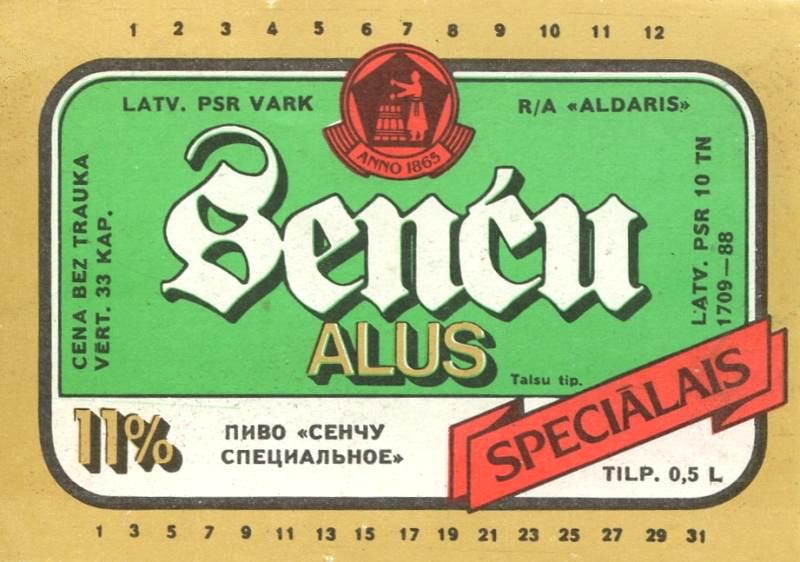 1 2 3 4 5 6 7 8 9 10 11 12
LATV. PSR VARK
R/A «ALDARIS»
ANNO 1865
CENA BEZ TRAUKA
VERT. 33 KAP.
Senću
ALUS
LATV. PSR 10 TN
1709-88
Talsu tip.
SPECIĀLAIS
11%
ПИВО «СЕНЧУ
СПЕЦИАЛЬНОЕ»
TILP. 0,5 L
1 3 5 7 9 11 13 15 17 19 21 23 25 27 29 31